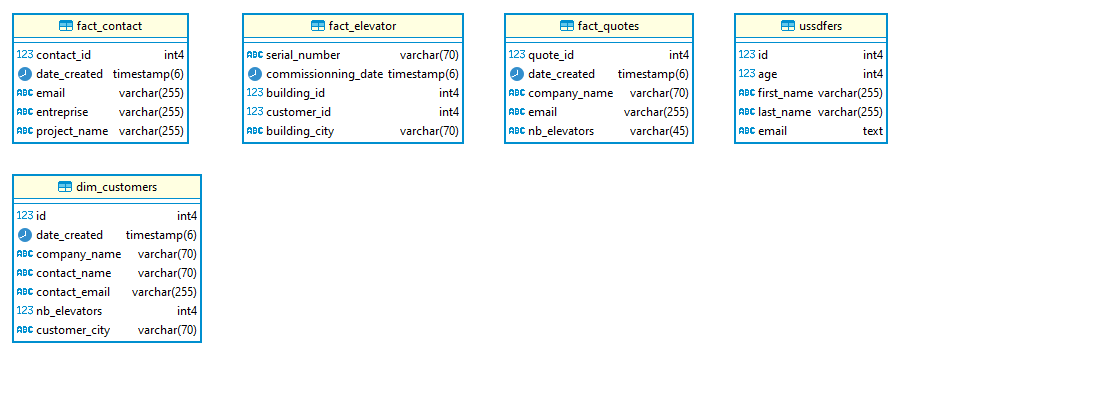 fact_contact
123 contact_id int4
date_created timestamp(6)
ABC email varchar(255)
ABC entreprise varchar(255)
ABC project_name varchar(255)
fact_elevator
ABC serial_number varchar(70)
commissionning_date timestamp(6)
123 building_id int4
123 customer_id int4
ABC building_city varchar(70)
fact_quotes
123 quote_id int4
date_created timestamp(6)
ABC company_name varchar(70)
ABC email varchar(255)
ABC nb_elevators varchar(45)
ussdfers
123 id int4
123 age int4
ABC first_name varchar(255)
ABC last_name varchar(255)
ABC email text
dim_customers
123 id int4
date_created timestamp(6)
ABC company_name varchar(70)
ABC contact_name varchar(70)
ABC contact_email varchar(255)
123 nb_elevators int4
ABC customer_city varchar(70)